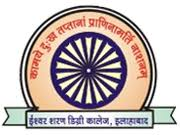 कामये दुःख तप्तानां प्राणिनामार्ति नाशनम्
ईश्वर शरण डिग्री कालेज, इलाहाबाद